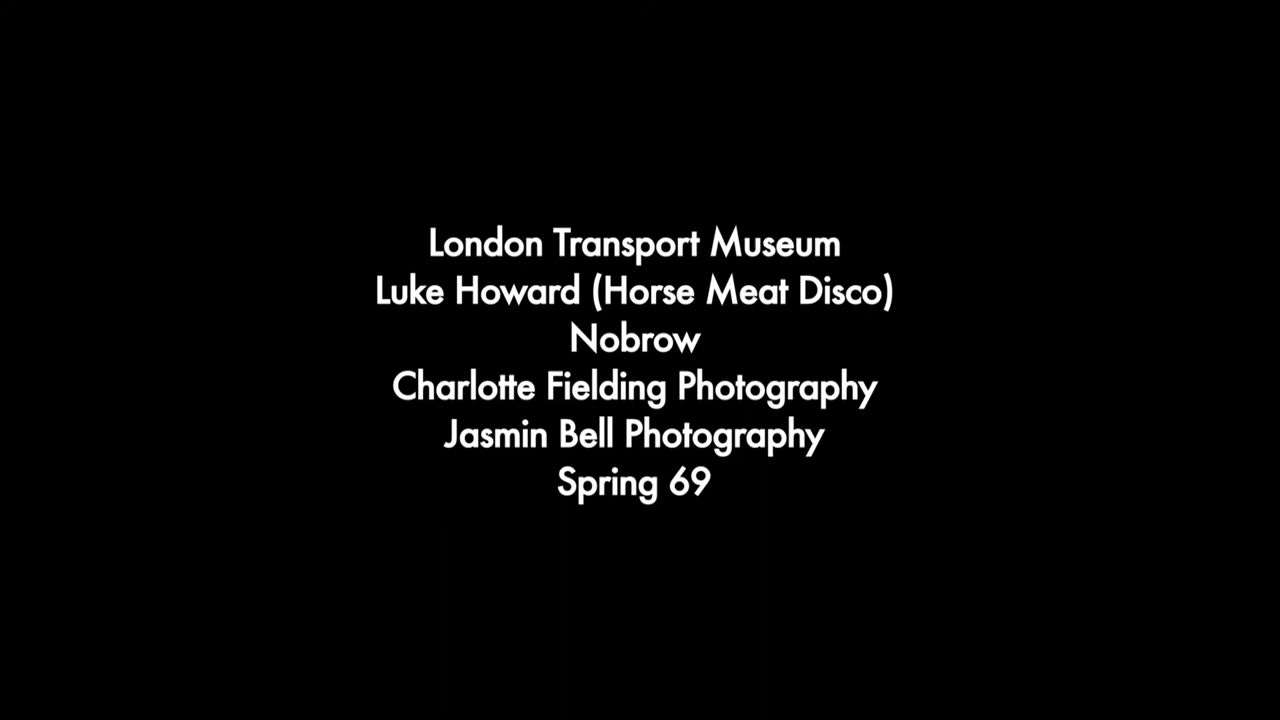 London Transport Museum
Luke Howard (Horse Meat Disco)
Nobrow
Charlotte Fielding Photography
Jasmin Bell Photography
Spring 69